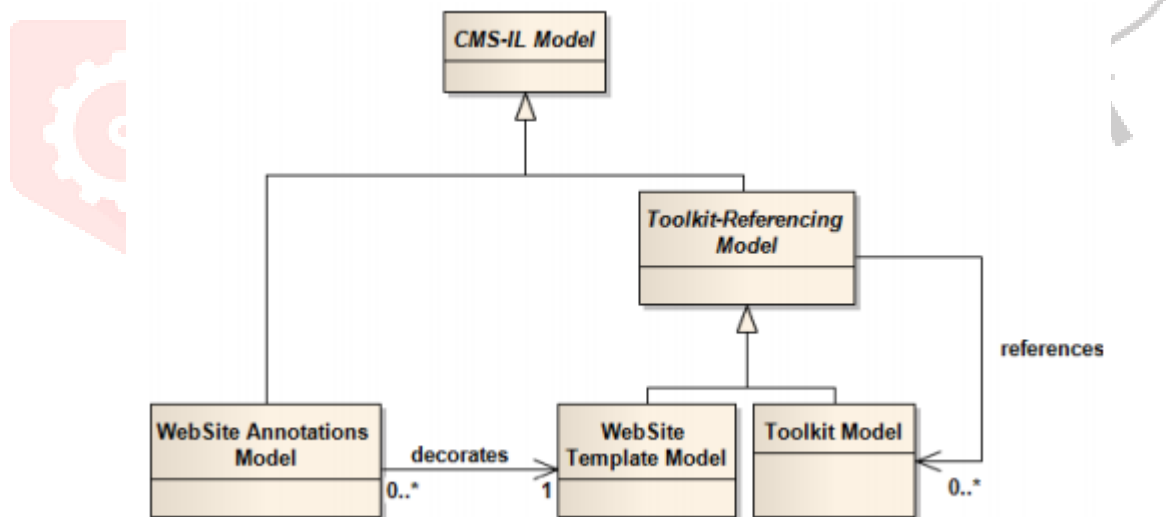 CMS-IL Model
Toolkit-Referencing
Model
references
WebSite Annotations
Model
decorates
0..*
1
WebSite
Template Model
Toolkit Model
0..*